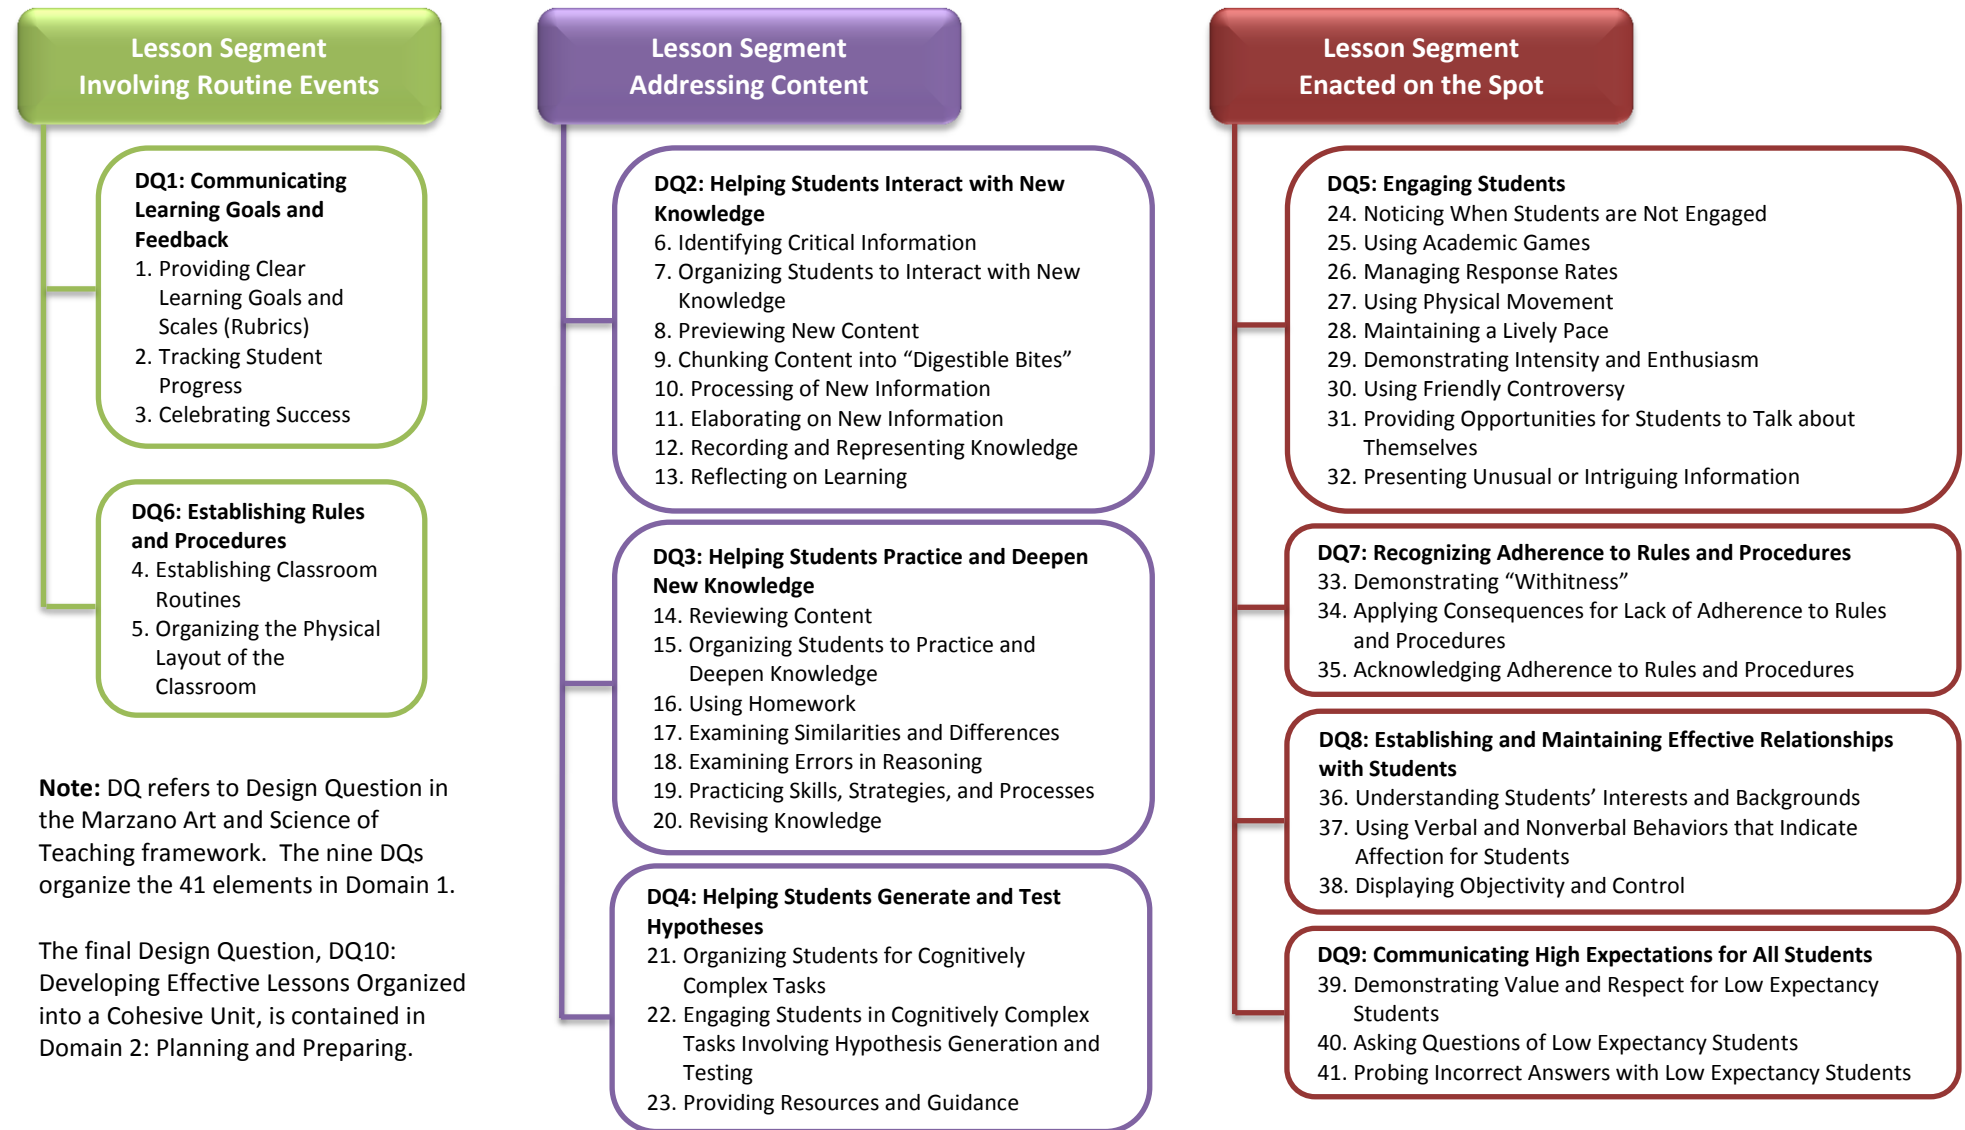 Lesson Segment
Involving Routine Events
DQ1: Communicating
Learning Goals and
Feedback
1. Providing Clear
Learning Goals and
Scales (Rubrics)
2. Tracking Student
Progress
3. Celebrating Success
DQ6: Establishing Rules
and Procedures
4. Establishing Classroom
Routines
5. Organizing the Physical
Layout of the
Classroom
Note: DQ refers to Design Question in
the Marzano Art and Science of
Teaching framework. The nine DQs
organize the 41 elements in Domain 1.
The final Design Question, DQ10:
Developing Effective Lessons Organized
into a Cohesive Unit, is contained in
Domain 2: Planning and Preparing.
Lesson Segment
Addressing Content
DQ2: Helping Students Interact with New
Knowledge
6. Identifying Critical Information
7. Organizing Students to Interact with New
Knowledge
8. Previewing New Content
9. Chunking Content into “Digestible Bites”
10. Processing of New Information
11. Elaborating on New Information
12. Recording and Representing Knowledge
13. Reflecting on Learning
DQ3: Helping Students Practice and Deepen
New Knowledge
14. Reviewing Content
15. Organizing Students to Practice and
Deepen Knowledge
16. Using Homework
17. Examining Similarities and Differences
18. Examining Errors in Reasoning
19. Practicing Skills, Strategies, and Processes
20. Revising Knowledge
DQ4: Helping Students Generate and Test
Hypotheses
21. Organizing Students for Cognitively
Complex Tasks
22. Engaging Students in Cognitively Complex
Tasks Involving Hypothesis Generation and
Testing
23. Providing Resources and Guidance
Lesson Segment
Enacted on the Spot
DQ5: Engaging Students
24. Noticing When Students are Not Engaged
25. Using Academic Games
26. Managing Response Rates
27. Using Physical Movement
28. Maintaining a Lively Pace
29. Demonstrating Intensity and Enthusiasm
30. Using Friendly Controversy
31. Providing Opportunities for Students to Talk about
Themselves
32. Presenting Unusual or Intriguing Information
DQ7: Recognizing Adherence to Rules and Procedures
33. Demonstrating “Withitness”
34. Applying Consequences for Lack of Adherence to Rules
and Procedures
35. Acknowledging Adherence to Rules and Procedures
DQ8: Establishing and Maintaining Effective Relationships
with Students
36. Understanding Students’ Interests and Backgrounds
37. Using Verbal and Nonverbal Behaviors that Indicate
Affection for Students
38. Displaying Objectivity and Control
DQ9: Communicating High Expectations for All Students
39. Demonstrating Value and Respect for Low Expectancy
Students
40. Asking Questions of Low Expectancy Students
41. Probing Incorrect Answers with Low Expectancy Students